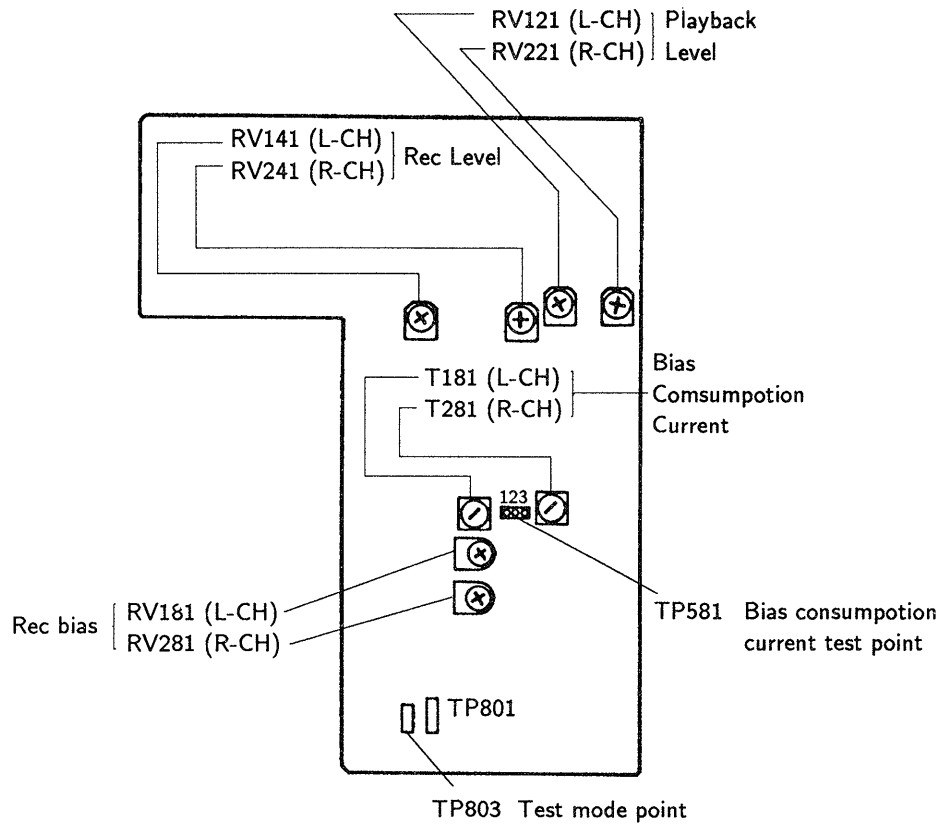 RV121 (L-CH) Playback
RV221 (R-CH) Level
RV141 (L-CH)
RV241 (R-CH)
Rec Level
T181 (L-CH)
T281 (R-CH)
Bias
Comsumpotion
Current
123
Rec bias
RV181 (L-CH)
RV281 (R-CH)
TP581 Bias consumpotion
current test point
TP801
TP803 Test mode point